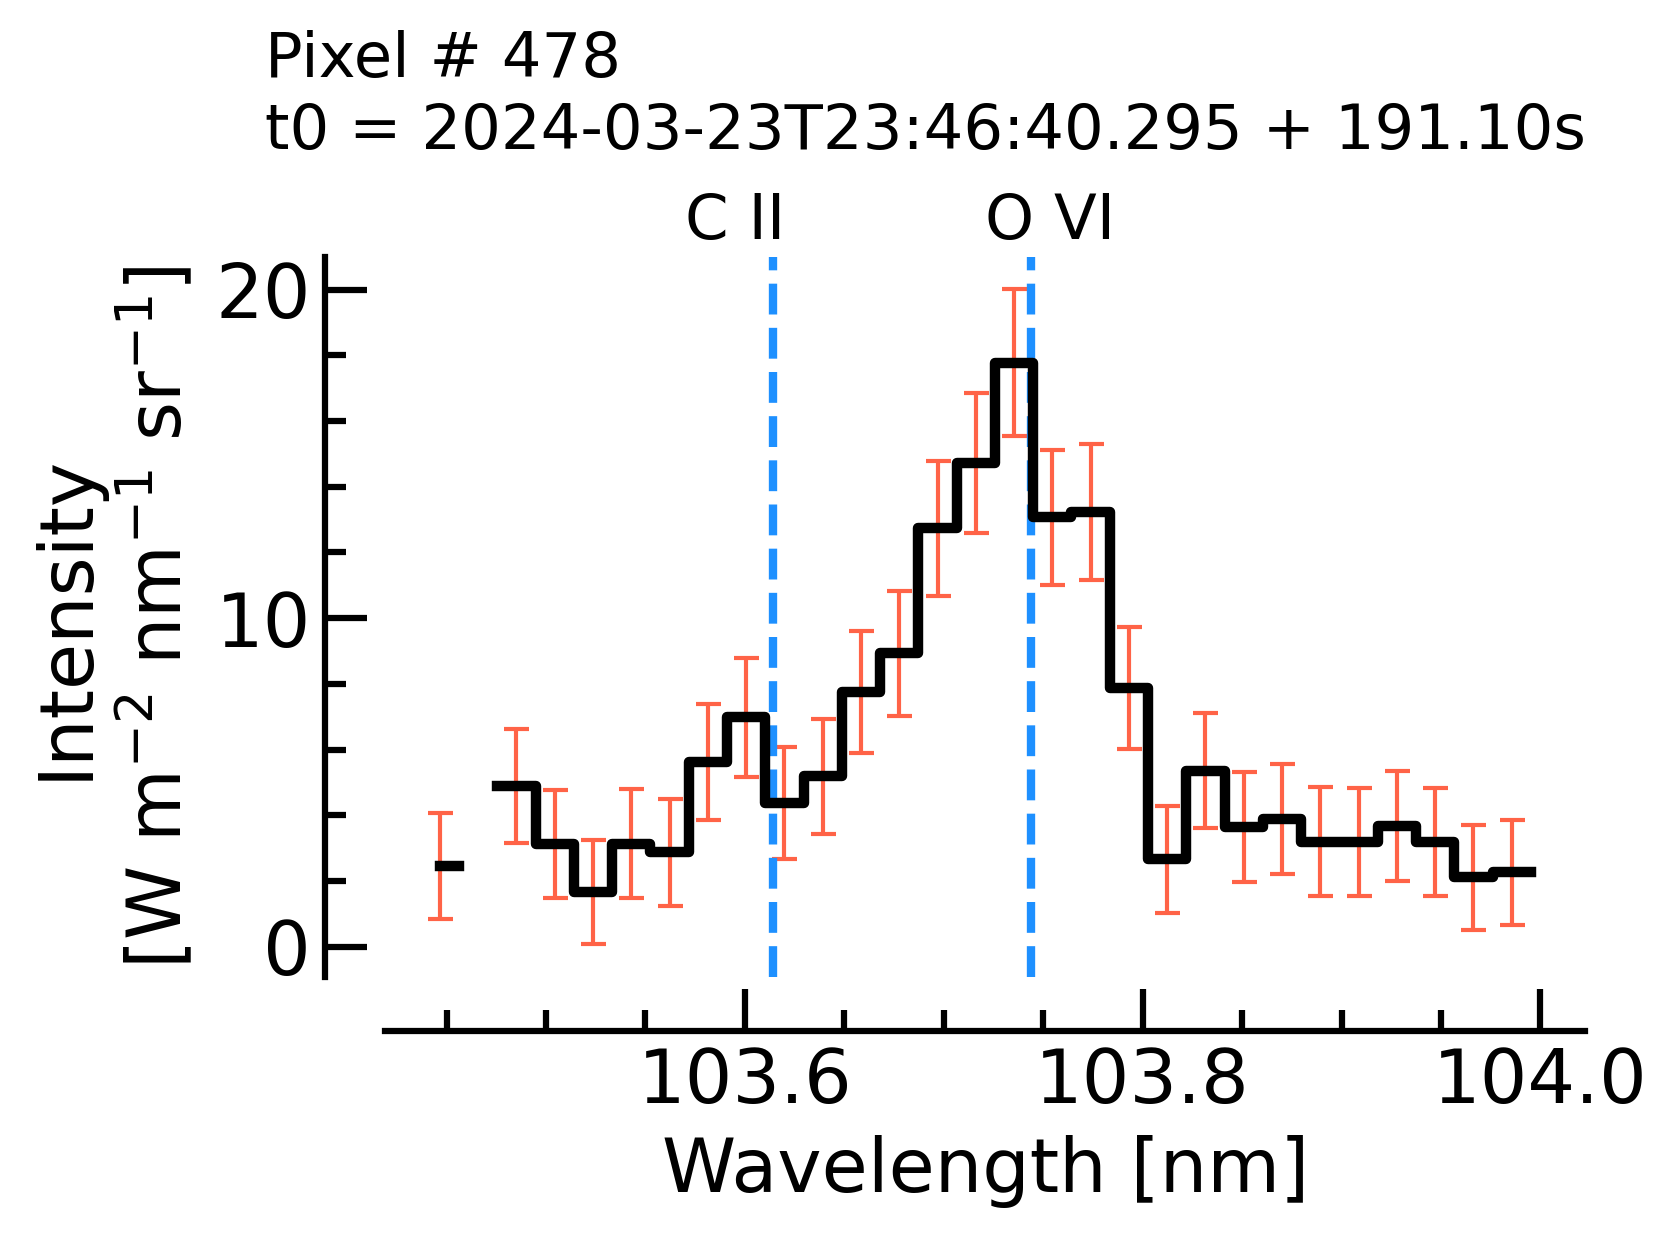 Pixel # 478
t0 = 2024-03-23T23:46:40.295 + 191.10s
C II O VI
20
10
0
Intensity
[W m⁻² nm⁻¹ sr⁻¹]
103.6 103.8 104.0
Wavelength [nm]